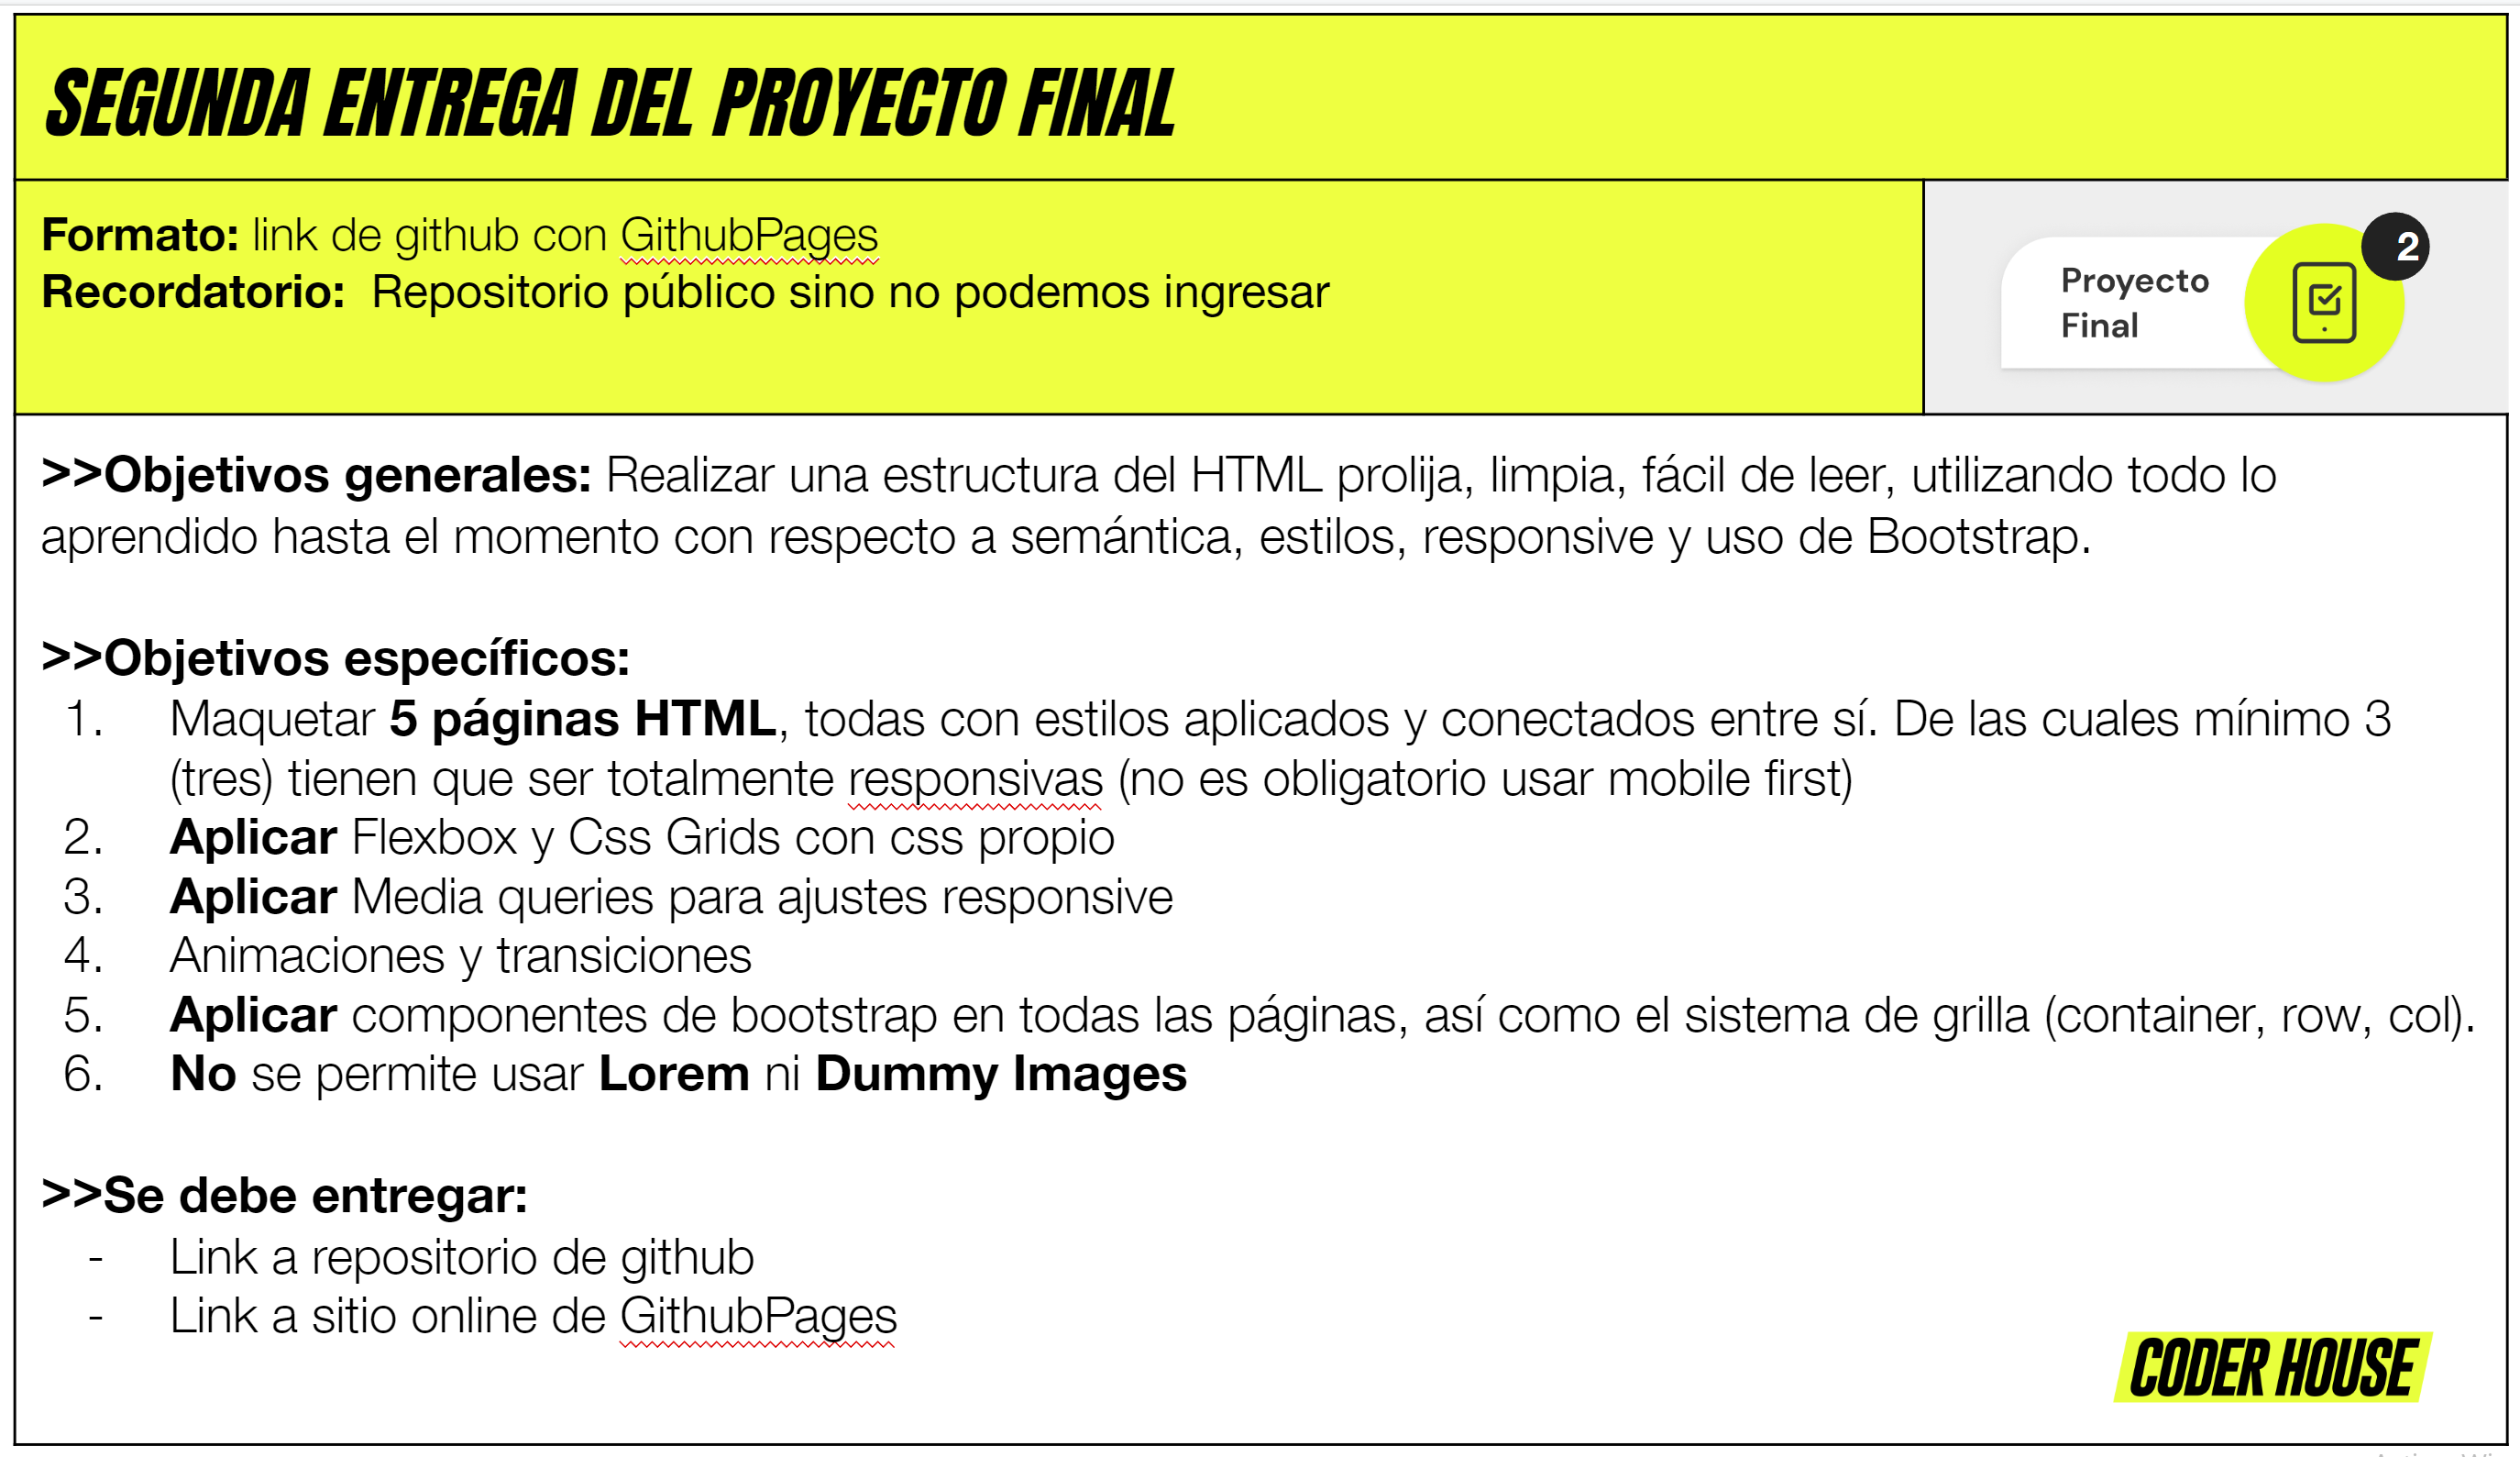 SEGUNDA ENTREGA DEL PROYECTO FINAL
Formato: link de github con GithubPages
Recordatorio:  Repositorio público sino no podemos ingresar
2
Proyecto
Final
>>Objetivos generales: Realizar una estructura del HTML prolija, limpia, fácil de leer, utilizando todo lo
aprendido hasta el momento con respecto a semántica, estilos, responsive y uso de Bootstrap.
>>Objetivos específicos:
1. Maquetar 5 páginas HTML, todas con estilos aplicados y conectados entre sí. De las cuales mínimo 3
(tres) tienen que ser totalmente responsivas (no es obligatorio usar mobile first)
2. Aplicar Flexbox y Css Grids con css propio
3. Aplicar Media queries para ajustes responsive
4. Animaciones y transiciones
5. Aplicar componentes de bootstrap en todas las páginas, así como el sistema de grilla (container, row, col).
6. No se permite usar Lorem ni Dummy Images
>>Se debe entregar:
- Link a repositorio de github
- Link a sitio online de GithubPages
CODER HOUSE